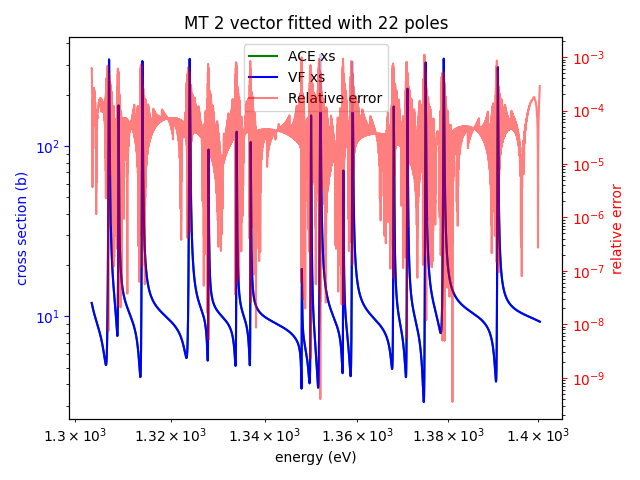 MT 2 vector fitted with 22 poles
ACE xs
VF xs
Relative error
cross section (b)
10²
10¹
relative error
10⁻³
10⁻⁴
10⁻⁵
10⁻⁶
10⁻⁷
10⁻⁸
10⁻⁹
1.3 × 10³ 1.32 × 10³ 1.34 × 10³ 1.36 × 10³ 1.38 × 10³ 1.4 × 10³
energy (eV)